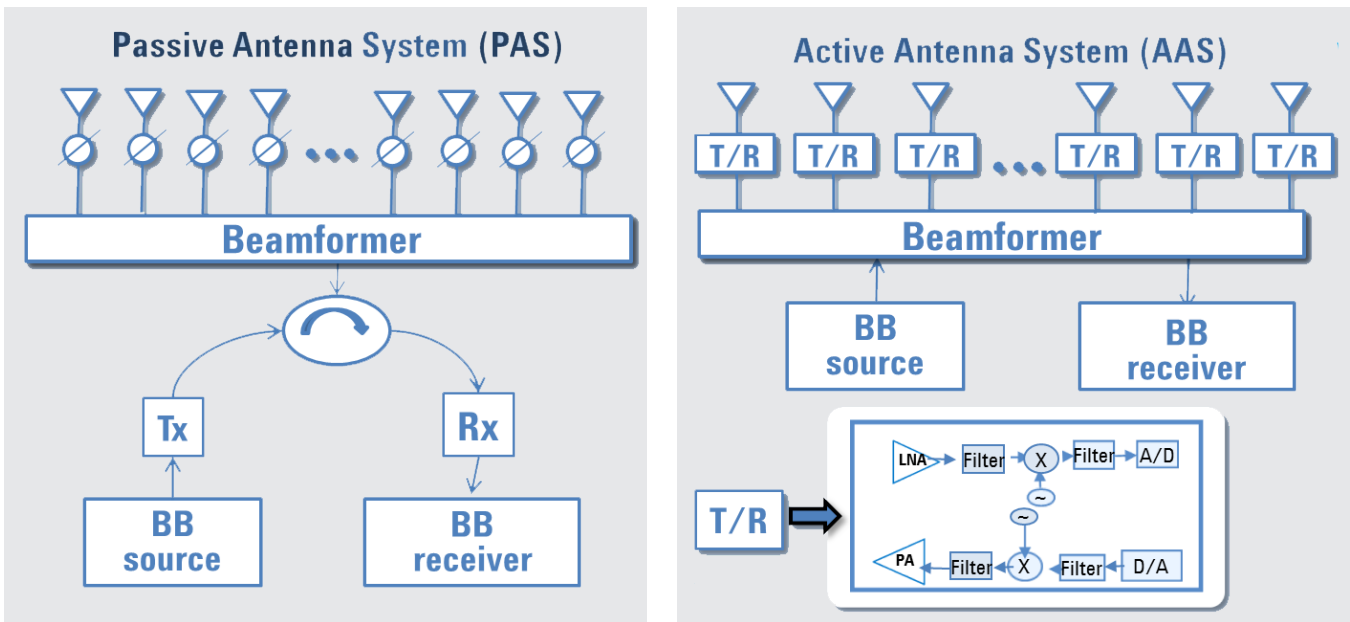 Passive Antenna System (PAS)
Beamformer
Tx
Rx
BB
source
BB
receiver
Active Antenna System (AAS)
T/R
T/R
T/R
T/R
T/R
T/R
Beamformer
BB
source
BB
receiver
T/R
LNA
Filter
X
Filter
A/D
~
~
PA
Filter
X
Filter
D/A